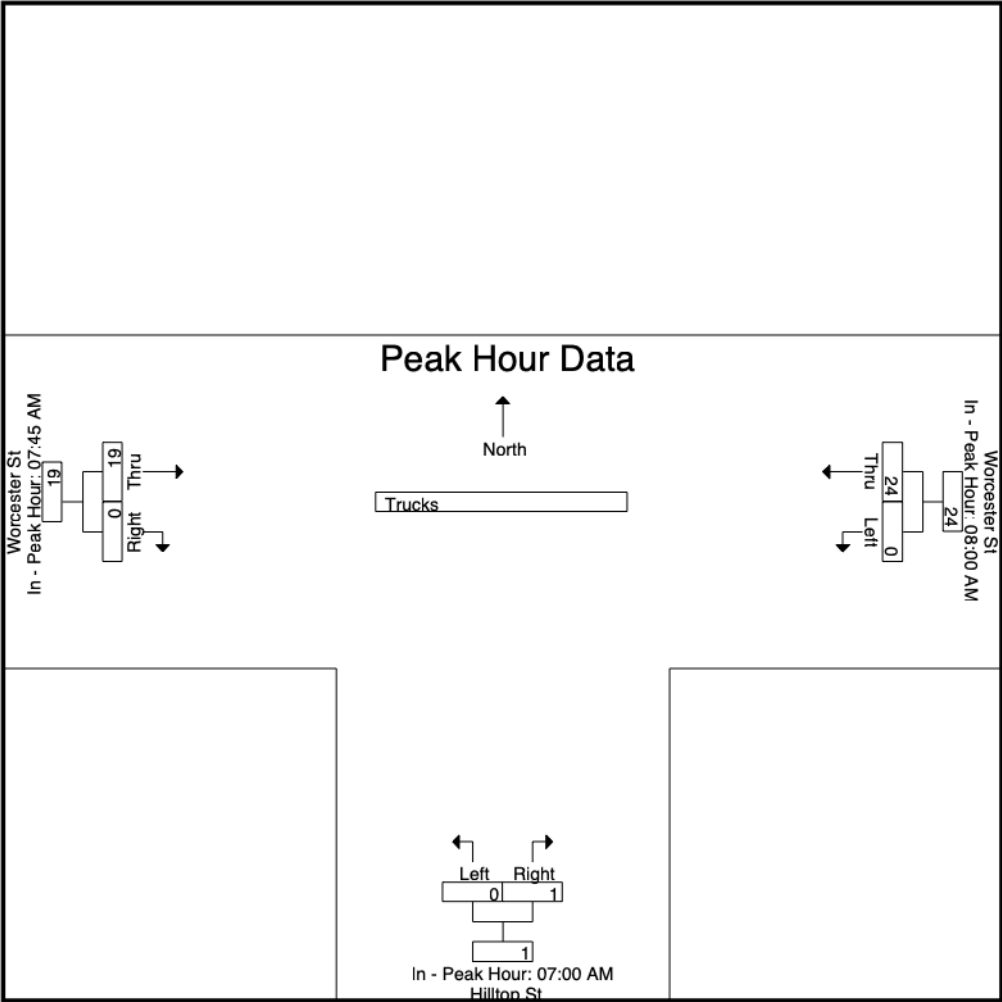 Peak Hour Data
North
Trucks
Worcester St
In - Peak Hour: 07:45 AM
19
19
0
Thru
Right
Worcester St
In - Peak Hour: 08:00 AM
24
24
0
Thru
Left
Left
Right
0
1
1
In - Peak Hour: 07:00 AM
Hilltop St